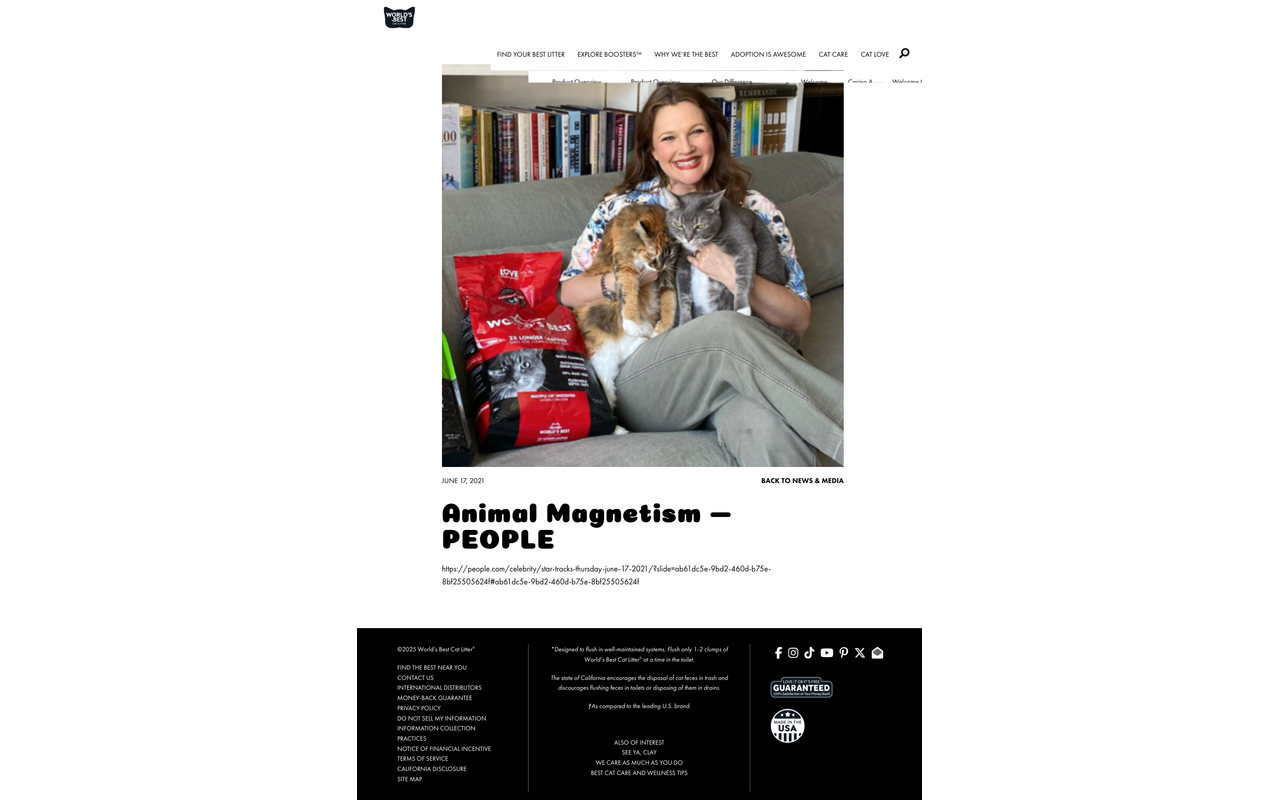 WORLD'S
BEST
FIND YOUR BEST LITTER EXPLORE BOOSTERS™ WHY WE'RE THE BEST ADOPTION IS AWESOME CAT CARE CAT LOVE
Product Overview Product Overview Our Difference Welcome Caring A Welcome
REMBRANDT
LOVE
2X LONGER LASTING
WORLD'S BEST
JUNE 17, 2021 BACK TO NEWS & MEDIA
Animal Magnetism —
PEOPLE
https://people.com/celebrity/star-tracks-thursday-june-17-2021/?slide=ab61dc5e-9bd2-460d-b75e-
8bf25505624f#ab61dc5e-9bd2-460d-b75e-8bf25505624f
©2025 World's Best Cat Litter®
FIND THE BEST NEAR YOU
CONTACT US
INTERNATIONAL DISTRIBUTORS
MONEY-BACK GUARANTEE
PRIVACY POLICY
DO NOT SELL MY INFORMATION
INFORMATION COLLECTION
PRACTICES
NOTICE OF FINANCIAL INCENTIVE
TERMS OF SERVICE
CALIFORNIA DISCLOSURE
SITE MAP
*Designed to flush in well-maintained systems. Flush only 1-2 clumps of
World's Best Cat Litter® at a time in the toilet.
The state of California encourages the disposal of cat feces in trash and
discourages flushing feces in toilets or disposing of them in drains.
†As compared to the leading U.S. brand.
ALSO OF INTEREST
SEE YA, CLAY
WE CARE AS MUCH AS YOU DO
BEST CAT CARE AND WELLNESS TIPS
LOVE IT OR IT'S FREE
GUARANTEED
100% Satisfaction or Your Money Back!
MADE IN THE
USA